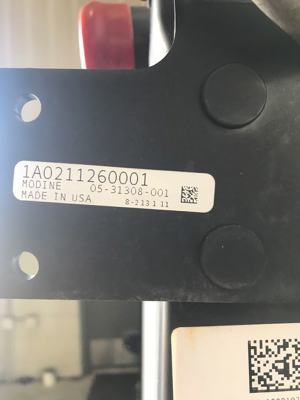 1A0211260001
MODINE 05-31308-001
MADE IN USA 8-213 1 11